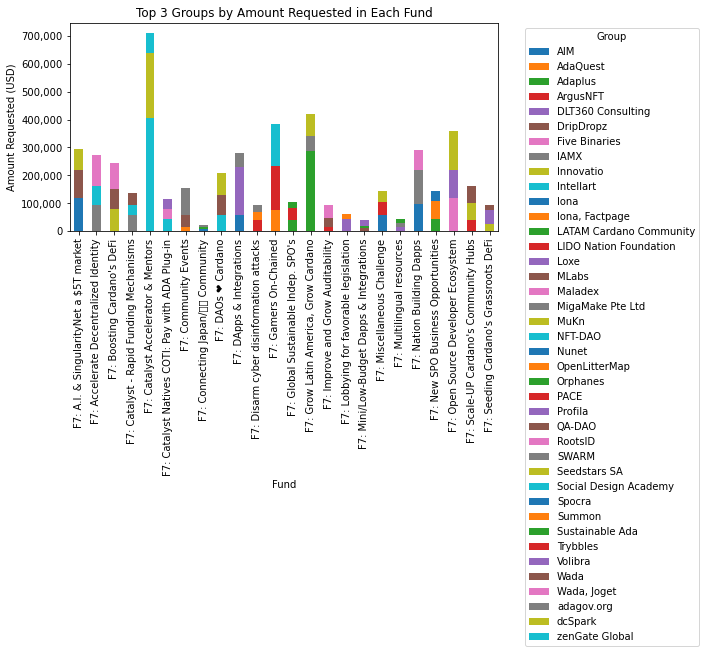 Top 3 Groups by Amount Requested in Each Fund
Amount Requested (USD)
700,000
600,000
500,000
400,000
300,000
200,000
100,000
0
F7: A.I. & SingularityNet a $5T market
F7: Accelerate Decentralized Identity
F7: Boosting Cardano's DeFi
F7: Catalyst - Rapid Funding Mechanisms
F7: Catalyst Accelerator & Mentors
F7: Catalyst Natives COTI: Pay with ADA Plug-in
F7: Community Events
F7: Connecting Japan/▯▯ Community
F7: DAOs ❤ Cardano
F7: DApps & Integrations
F7: Disarm cyber disinformation attacks
F7: Gamers On-Chained
F7: Global Sustainable Indep. SPO's
F7: Grow Latin America, Grow Cardano
F7: Improve and Grow Auditability
F7: Lobbying for favorable legislation
F7: Mini/Low-Budget Dapps & Integrations
F7: Miscellaneous Challenge
F7: Multilingual resources
F7: Nation Building Dapps
F7: New SPO Business Opportunities
F7: Open Source Developer Ecosystem
F7: Scale-UP Cardano's Community Hubs
F7: Seeding Cardano's Grassroots DeFi
Fund
Group
AIM
AdaQuest
Adaplus
ArgusNFT
DLT360 Consulting
DripDropz
Five Binaries
IAMX
Innovatio
Intellart
Iona
Iona, Factpage
LATAM Cardano Community
LIDO Nation Foundation
Loxe
MLabs
Maladex
MigaMake Pte Ltd
MuKn
NFT-DAO
Nunet
OpenLitterMap
Orphanes
PACE
Profila
QA-DAO
RootsID
SWARM
Seedstars SA
Social Design Academy
Spocra
Summon
Sustainable Ada
Trybbles
Volibra
Wada
Wada, Joget
adagov.org
dcSpark
zenGate Global